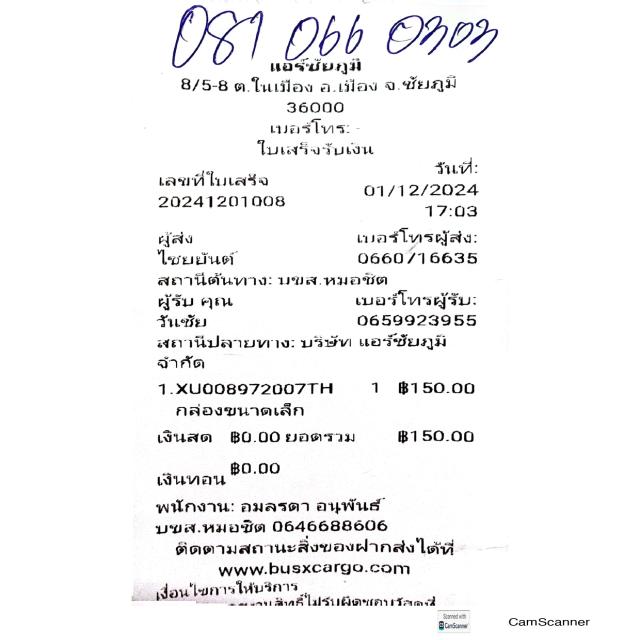 081 066 0303
แอร์ชัยภูมิ
8/5-8 ต.ในเมือง อ.เมือง จ.ชัยภูมิ
36000
เบอร์โทร: -
ใบเสร็จรับเงิน
เลขที่ใบเสร็จ วันที่:
20241201008 01/12/2024
17:03
ผู้ส่ง เบอร์โทรผู้ส่ง:
ไชยยันต์ 0660716635
สถานีต้นทาง: บขส.หมอชิต
ผู้รับ คุณ เบอร์โทรผู้รับ:
วันชัย 0659923955
สถานีปลายทาง: บริษัท แอร์ชัยภูมิ
จำกัด
1.XU008972007TH 1 ฿150.00
กล่องขนาดเล็ก
เงินสด ฿0.00 ยอดรวม ฿150.00
เงินทอน ฿0.00
พนักงาน: อมลรดา อนุพันธ์
บขส.หมอชิต 0646688606
ติดตามสถานะสิ่งของฝากส่งได้ที่
www.busxcargo.com
เงื่อนไขการให้บริการ
Scanned with
CamScanner
CamScanner